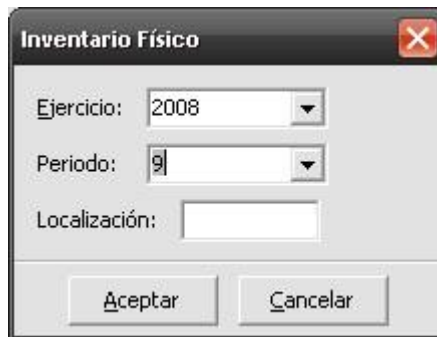 Inventario Físico
Ejercicio: 2008
Periodo: 9
Localización:
Aceptar Cancelar